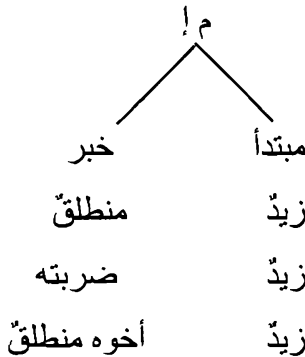 م إ
مبتدأ خبر
زيدٌ منطلقٌ
زيدٌ ضربته
زيدٌ أخوه منطلقٌ